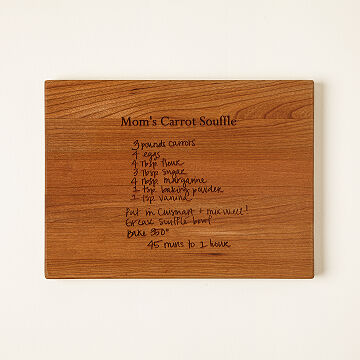 Mom's Carrot Souffle
3 pounds carrots
4 eggs
4 Tbsp flour
3 Tbsp sugar
4 Tbsp margarine
1 tsp baking powder
1 tsp vanilla
Put in Cuisinart + mix well!
Grease souffle bowl
Bake 350°
45 mins to 1 hour